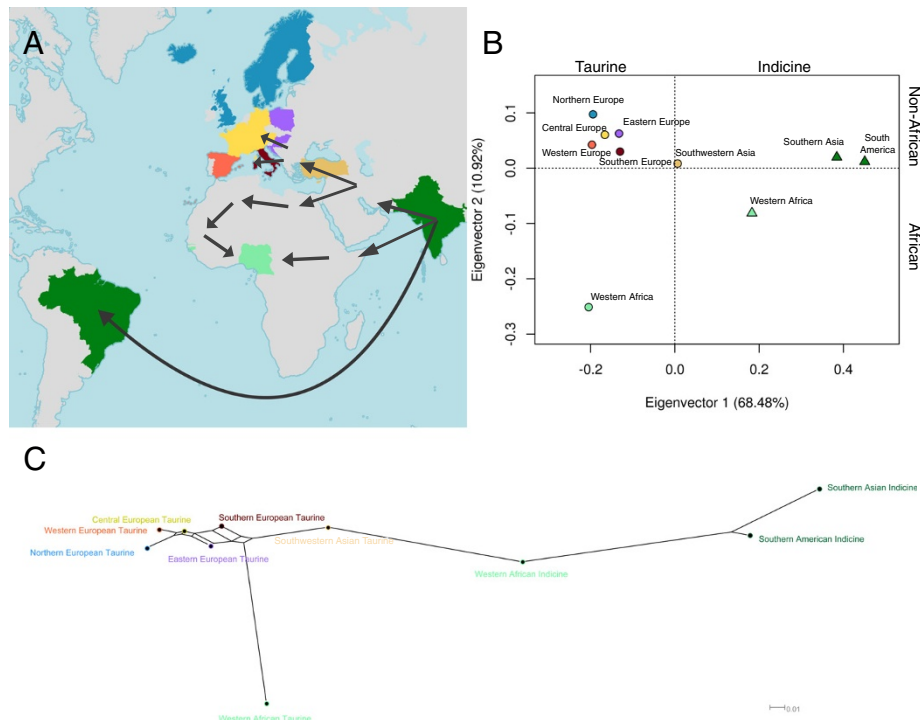 A
B
Taurine
Indicine
Non-African
African
Eigenvector 2 (10.92%)
0.1
0.0
-0.1
-0.2
-0.3
Northern Europe
Central Europe
Eastern Europe
Western Europe
Southern Europe
Southwestern Asia
Southern Asia
South
America
Western Africa
Western Africa
-0.2
0.0
0.2
0.4
Eigenvector 1 (68.48%)
C
Southern Asian Indicine
Central European Taurine
Southern European Taurine
Western European Taurine
Southwestern Asian Taurine
Southern American Indicine
Northern European Taurine
Eastern European Taurine
Western African Indicine
Western African Taurine
0.01